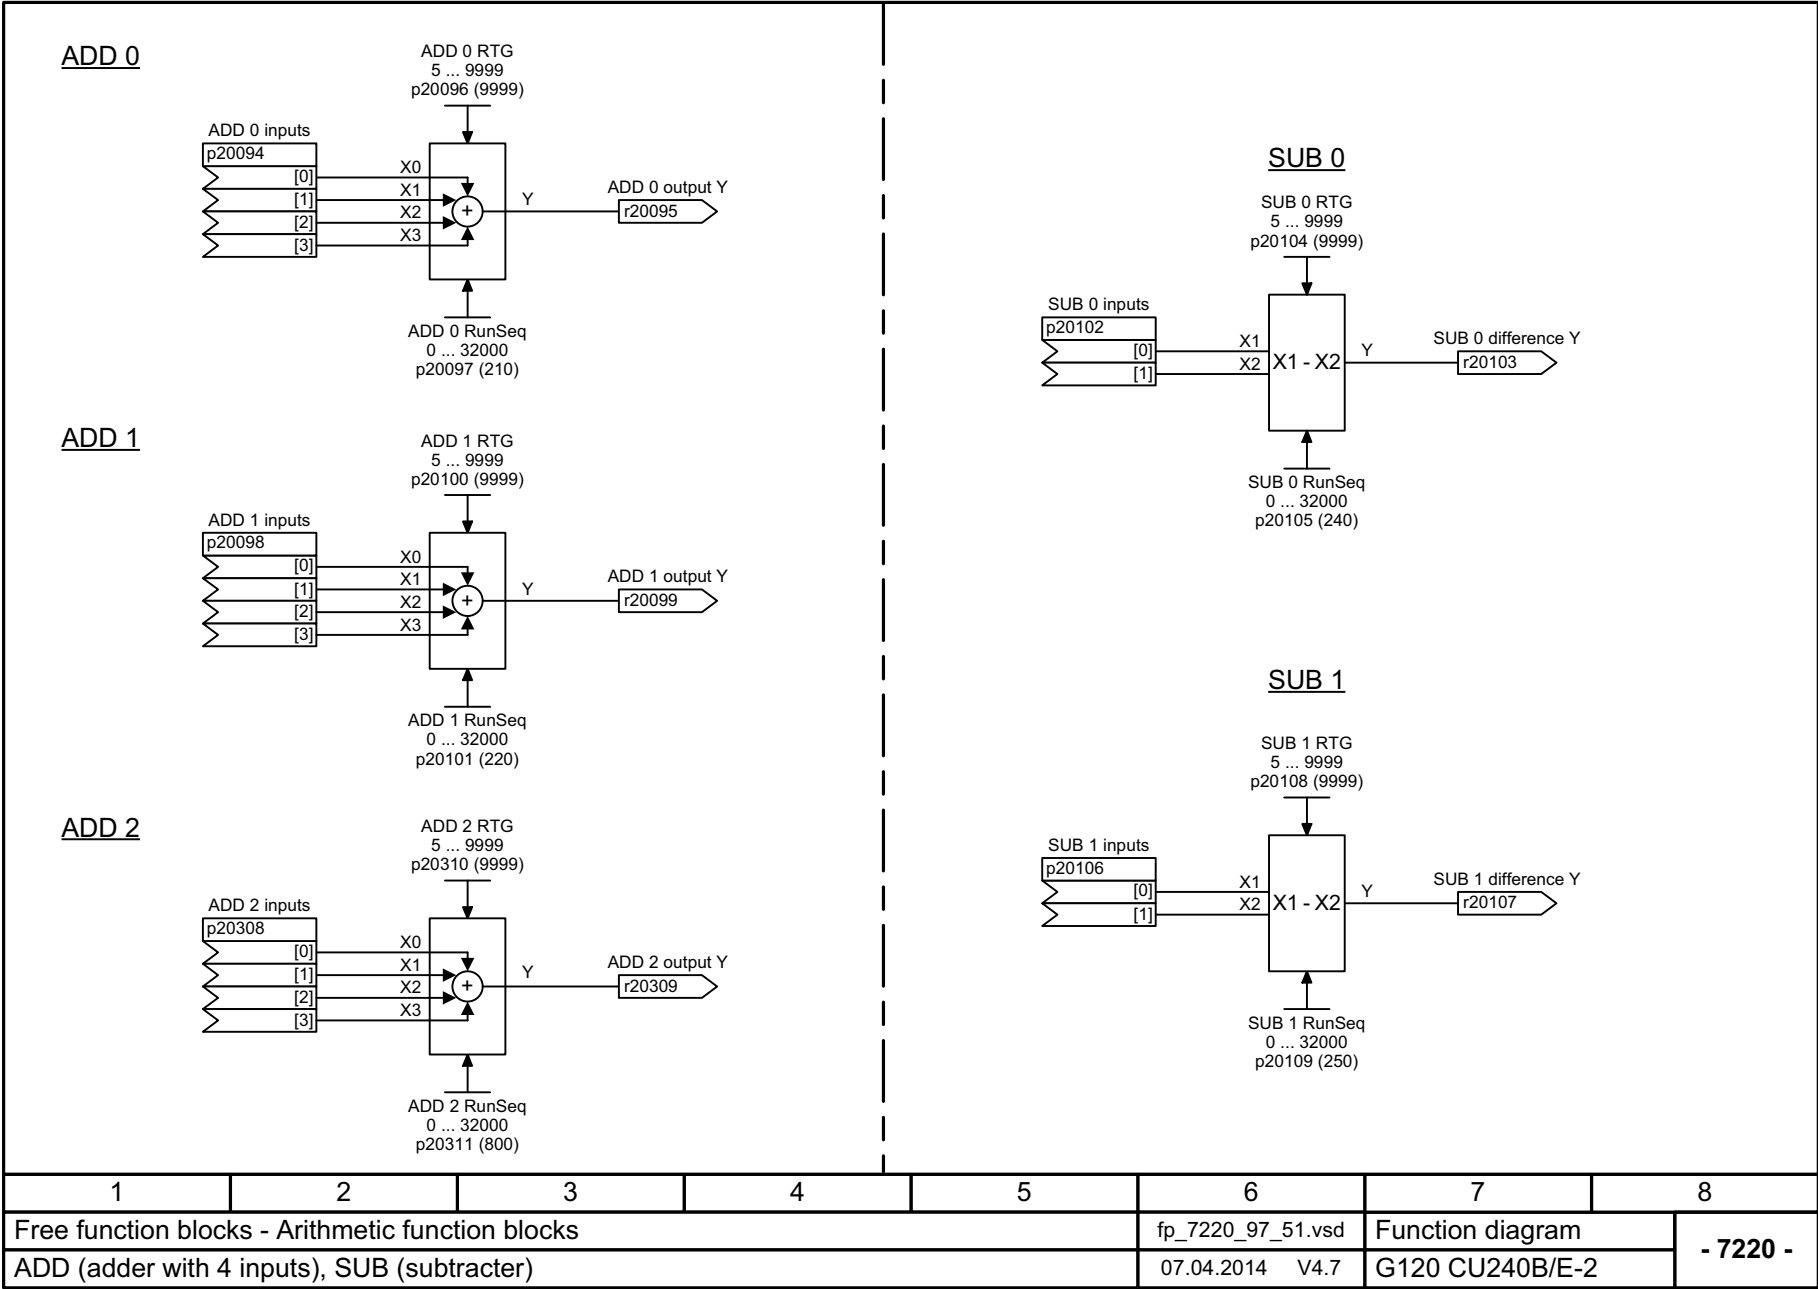 ADD 0
ADD 0 RTG
5 ... 9999
p20096 (9999)
ADD 0 inputs
p20094
[0]
[1]
[2]
[3]
X0
X1
X2
X3
+
Y
ADD 0 output Y
r20095
ADD 0 RunSeq
0 ... 32000
p20097 (210)
ADD 1
ADD 1 RTG
5 ... 9999
p20100 (9999)
ADD 1 inputs
p20098
[0]
[1]
[2]
[3]
X0
X1
X2
X3
+
Y
ADD 1 output Y
r20099
ADD 1 RunSeq
0 ... 32000
p20101 (220)
ADD 2
ADD 2 RTG
5 ... 9999
p20310 (9999)
ADD 2 inputs
p20308
[0]
[1]
[2]
[3]
X0
X1
X2
X3
+
Y
ADD 2 output Y
r20309
ADD 2 RunSeq
0 ... 32000
p20311 (800)
SUB 0
SUB 0 RTG
5 ... 9999
p20104 (9999)
SUB 0 inputs
p20102
[0]
[1]
X1
X2
X1 - X2
Y
SUB 0 difference Y
r20103
SUB 0 RunSeq
0 ... 32000
p20105 (240)
SUB 1
SUB 1 RTG
5 ... 9999
p20108 (9999)
SUB 1 inputs
p20106
[0]
[1]
X1
X2
X1 - X2
Y
SUB 1 difference Y
r20107
SUB 1 RunSeq
0 ... 32000
p20109 (250)
1 2 3 4 5 6 7 8
Free function blocks - Arithmetic function blocks
fp_7220_97_51.vsd
Function diagram
- 7220 -
ADD (adder with 4 inputs), SUB (subtracter)
07.04.2014 V4.7
G120 CU240B/E-2